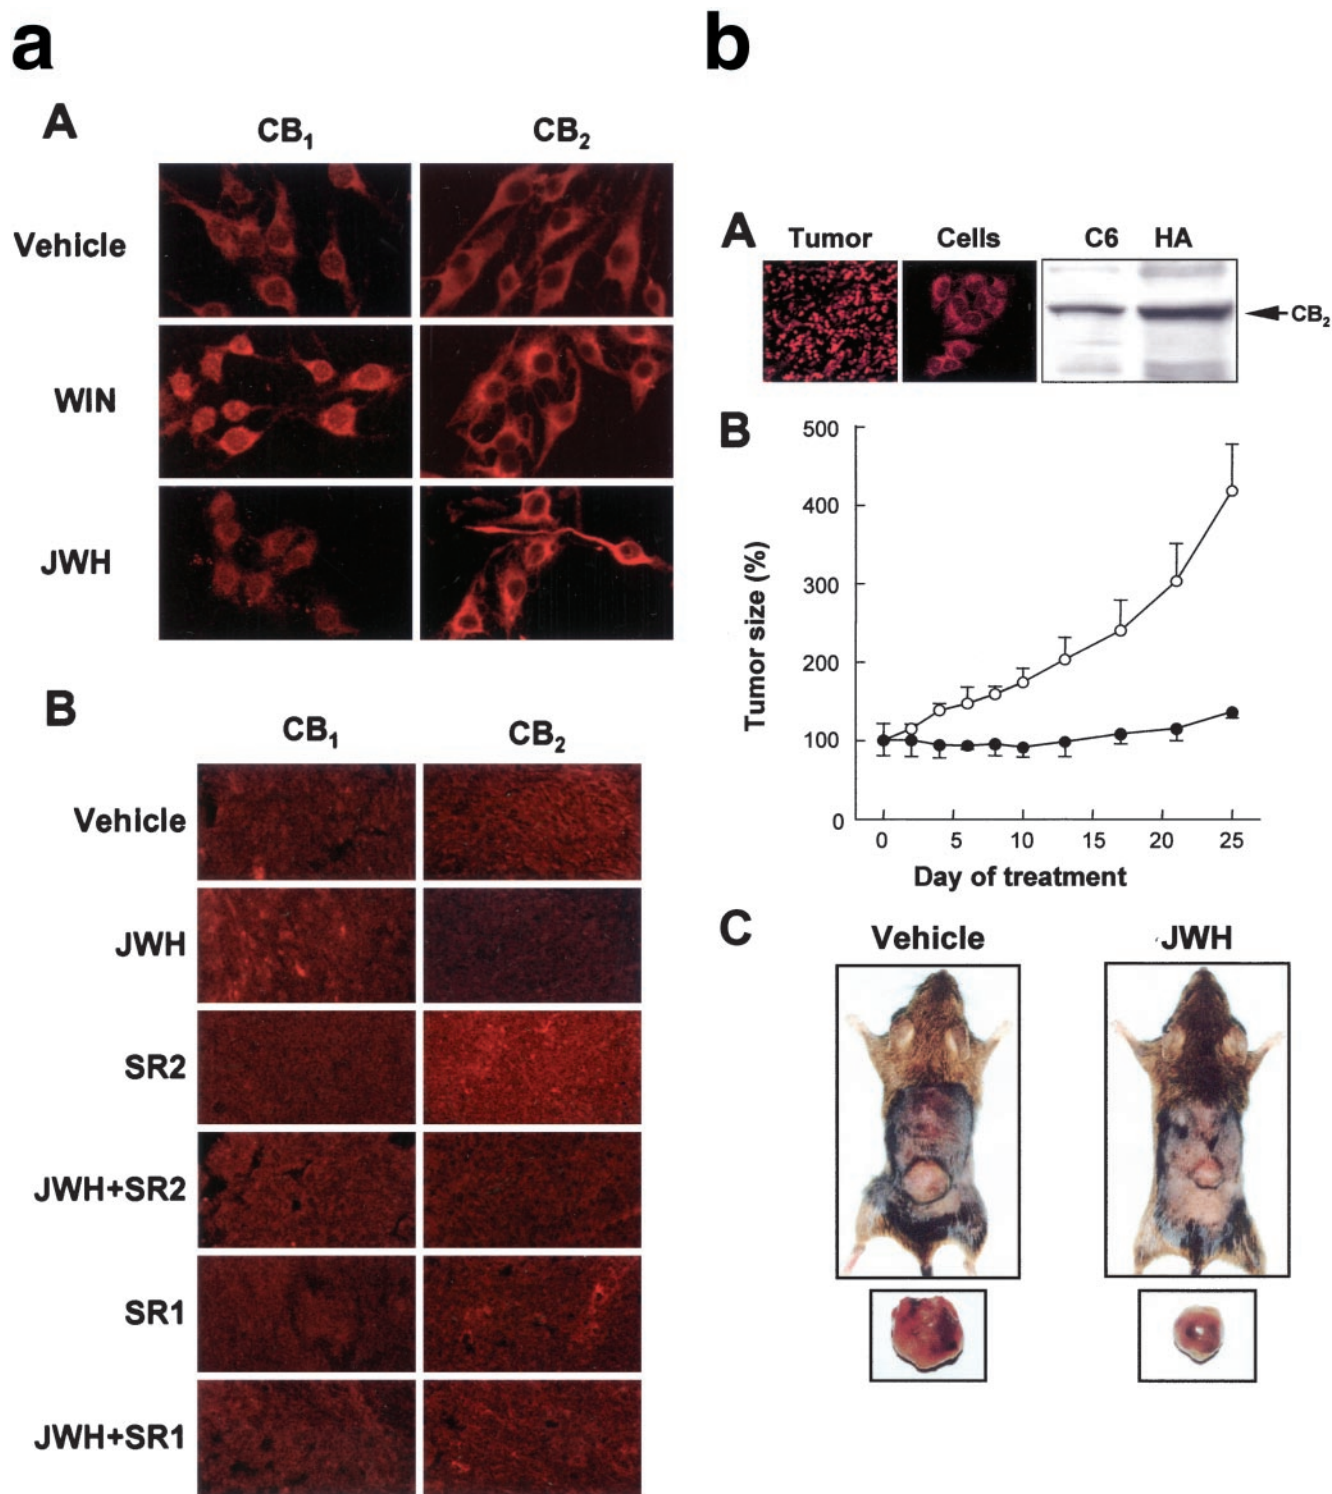 a
A
CB1 CB2
Vehicle
WIN
JWH
B
CB1 CB2
Vehicle
JWH
SR2
JWH+SR2
SR1
JWH+SR1
b
A
Tumor Cells C6 HA
CB2
B
500
400
300
200
100
0
Tumor size (%)
0 5 10 15 20 25
Day of treatment
C
Vehicle JWH